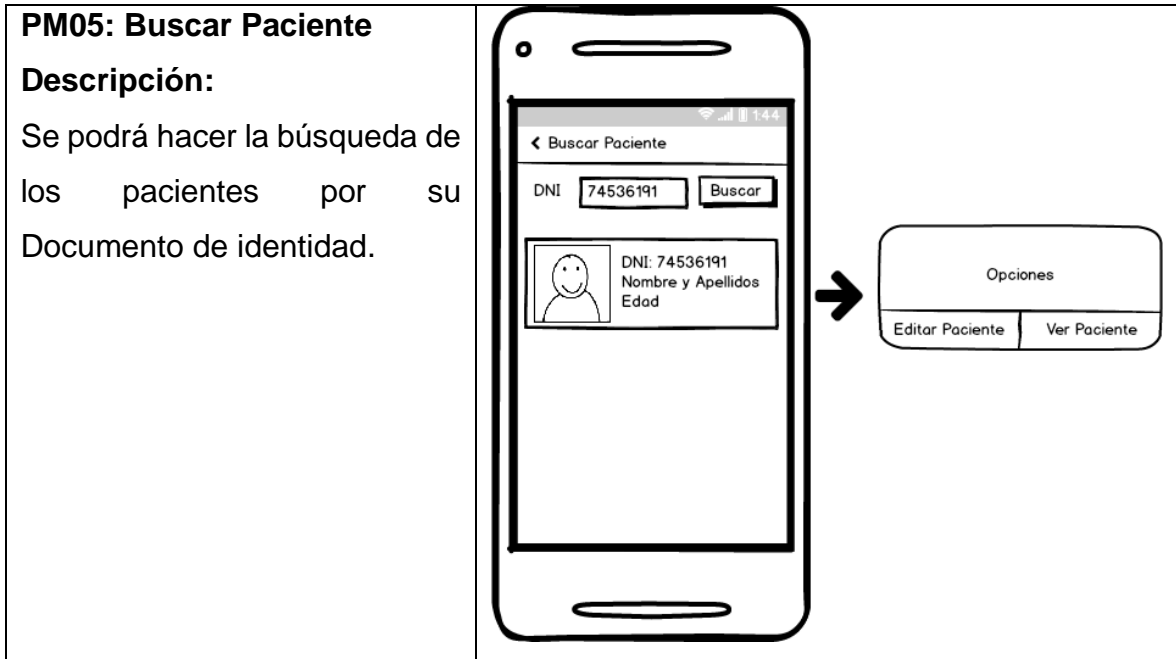 PM05: Buscar Paciente
Descripción:
Se podrá hacer la búsqueda de
los pacientes por su
Documento de identidad.
1:44
Buscar Paciente
DNI 74536191 Buscar
DNI: 74536191
Nombre y Apellidos
Edad
Opciones
Editar Paciente Ver Paciente